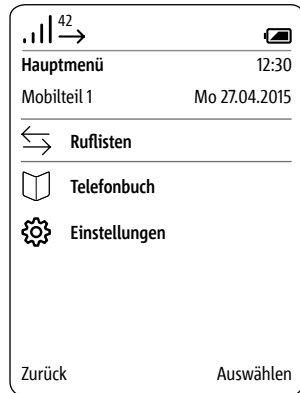 42
Hauptmenü 12:30
Mobilteil 1 Mo 27.04.2015
Ruflisten
Telefonbuch
Einstellungen
Zurück Auswählen